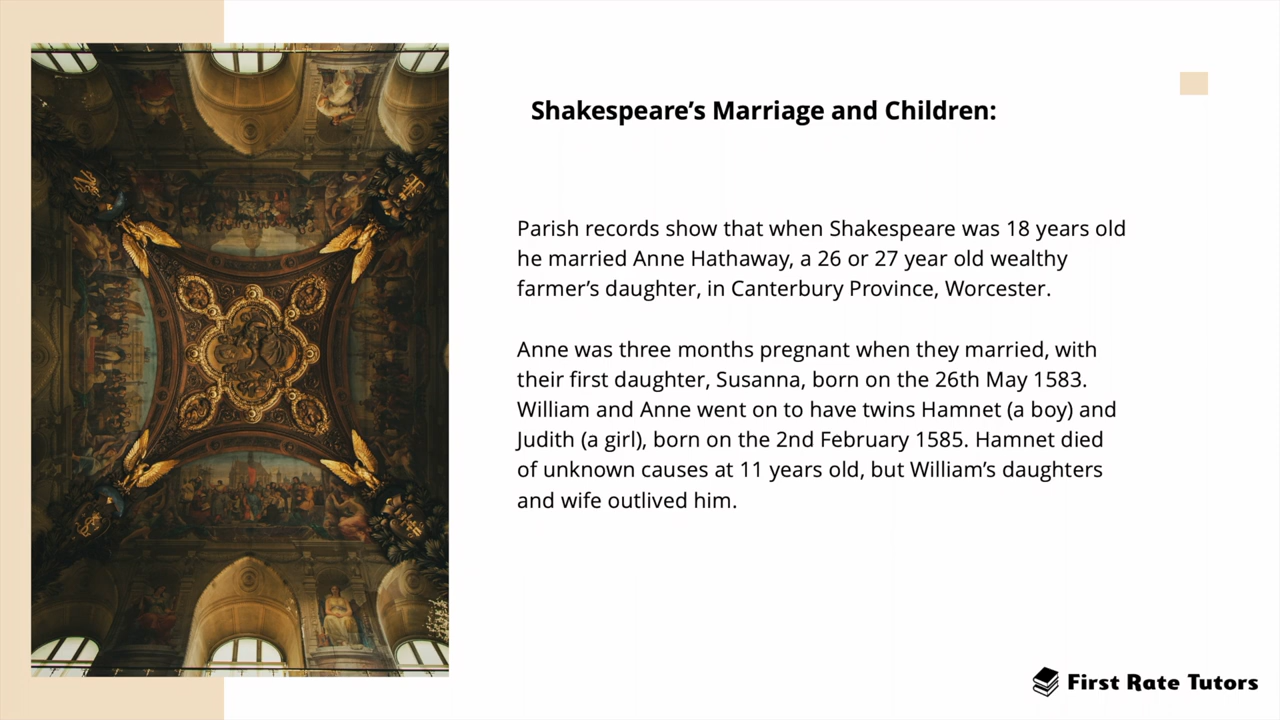 Shakespeare’s Marriage and Children:
Parish records show that when Shakespeare was 18 years old
he married Anne Hathaway, a 26 or 27 year old wealthy
farmer’s daughter, in Canterbury Province, Worcester.
Anne was three months pregnant when they married, with
their first daughter, Susanna, born on the 26th May 1583.
William and Anne went on to have twins Hamnet (a boy) and
Judith (a girl), born on the 2nd February 1585. Hamnet died
of unknown causes at 11 years old, but William’s daughters
and wife outlived him.
First Rate Tutors